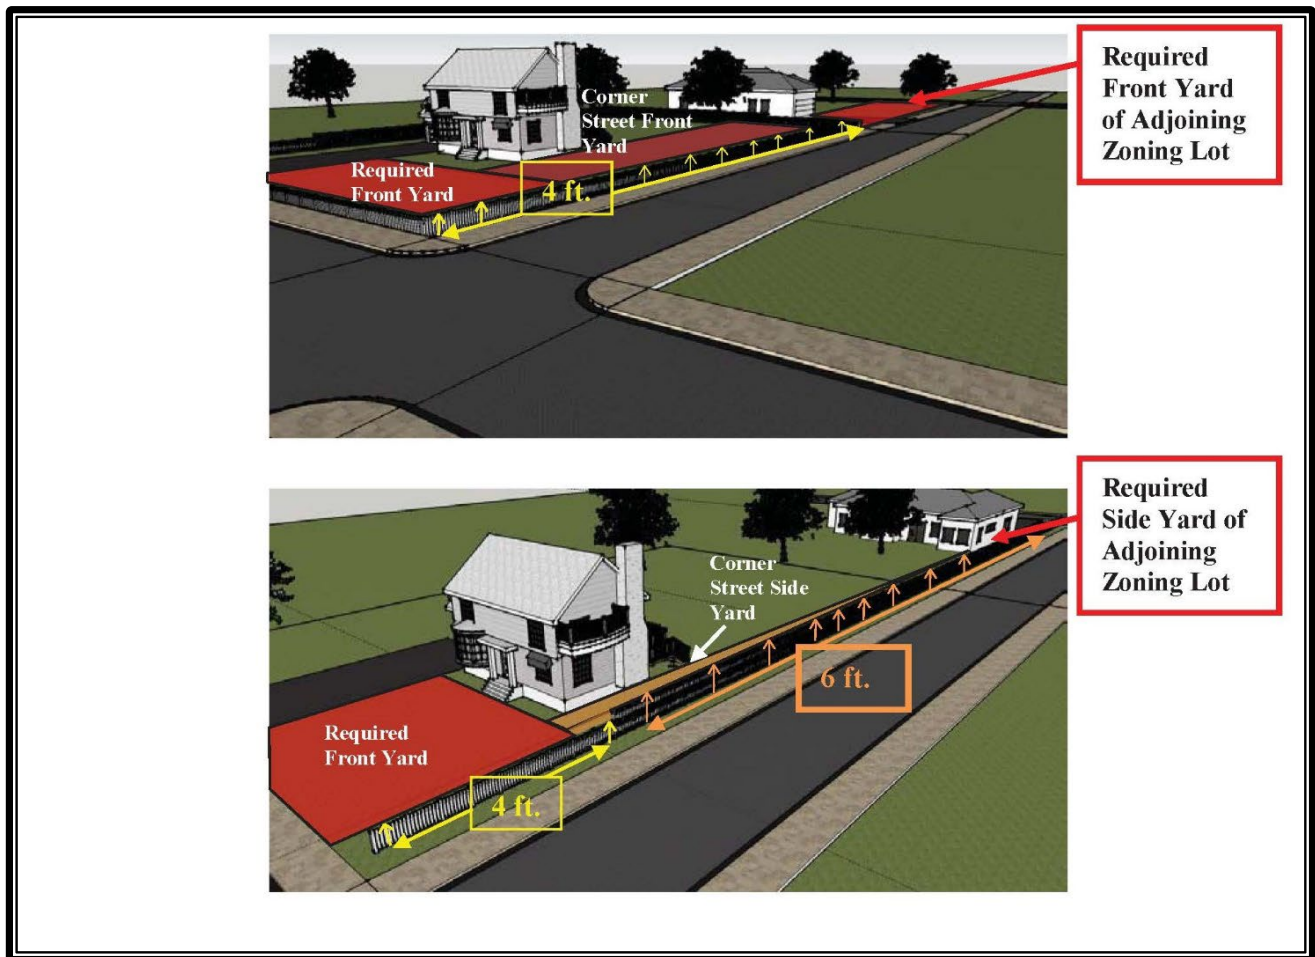 Required
Front Yard
of Adjoining
Zoning Lot
Corner
Street Front
Yard
Required
Front Yard
4 ft.
Required
Side Yard of
Adjoining
Zoning Lot
Corner
Street Side
Yard
6 ft.
Required
Front Yard
4 ft.